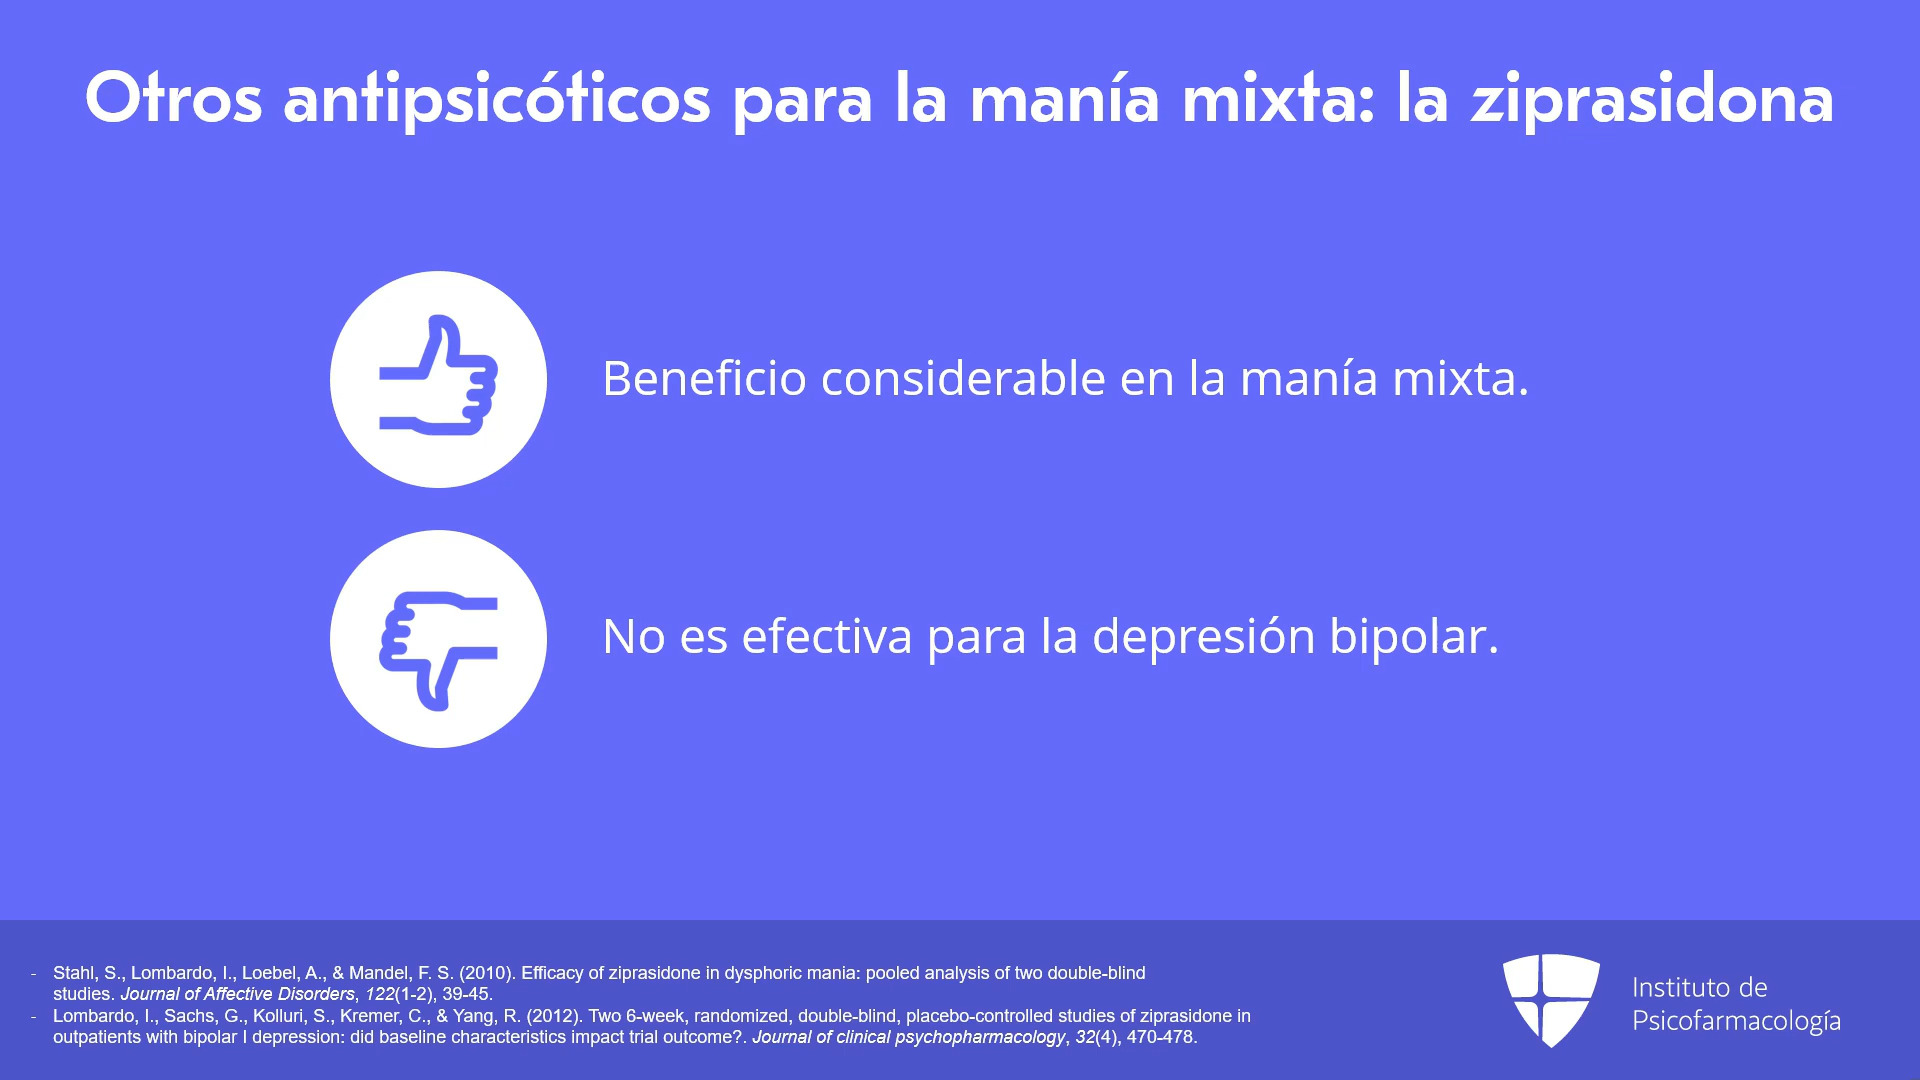 Otros antipsicóticos para la manía mixta: la ziprasidona
Beneficio considerable en la manía mixta.
No es efectiva para la depresión bipolar.
- Stahl, S., Lombardo, I., Loebel, A., & Mandel, F. S. (2010). Efficacy of ziprasidone in dysphoric mania: pooled analysis of two double-blind
studies. Journal of Affective Disorders, 122(1-2), 39-45.
- Lombardo, I., Sachs, G., Kolluri, S., Kremer, C., & Yang, R. (2012). Two 6-week, randomized, double-blind, placebo-controlled studies of ziprasidone in
outpatients with bipolar I depression: did baseline characteristics impact trial outcome?. Journal of clinical psychopharmacology, 32(4), 470-478.
Instituto de
Psicofarmacología